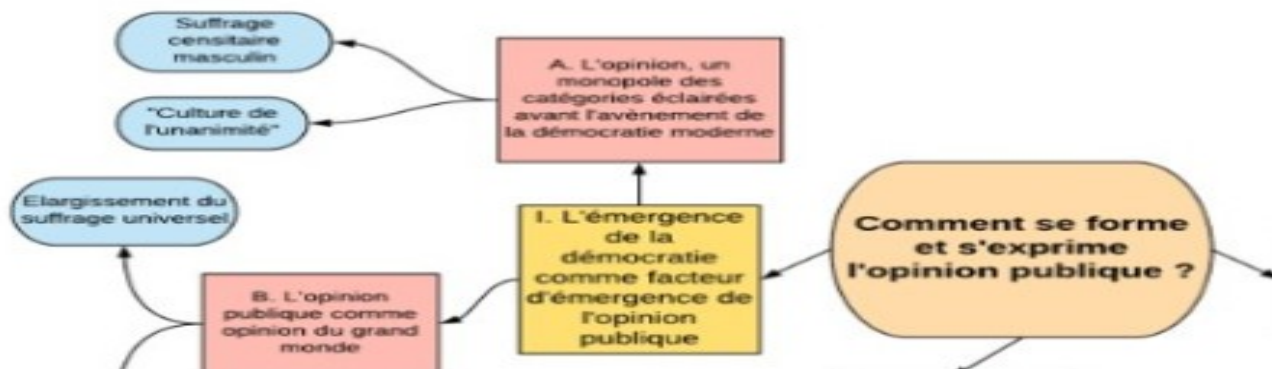 Suffrage
censitaire
masculin
"Culture de
l'unanimité"
A. L'opinion, un
monopole des
catégories éclairées
avant l'avènement de
la démocratie moderne
Elargissement du
suffrage universel
I. L'émergence
de la
démocratie
comme facteur
d'émergence de
l'opinion
publique
Comment se forme
et s'exprime
l'opinion publique ?
B. L'opinion
publique comme
opinion du grand
monde